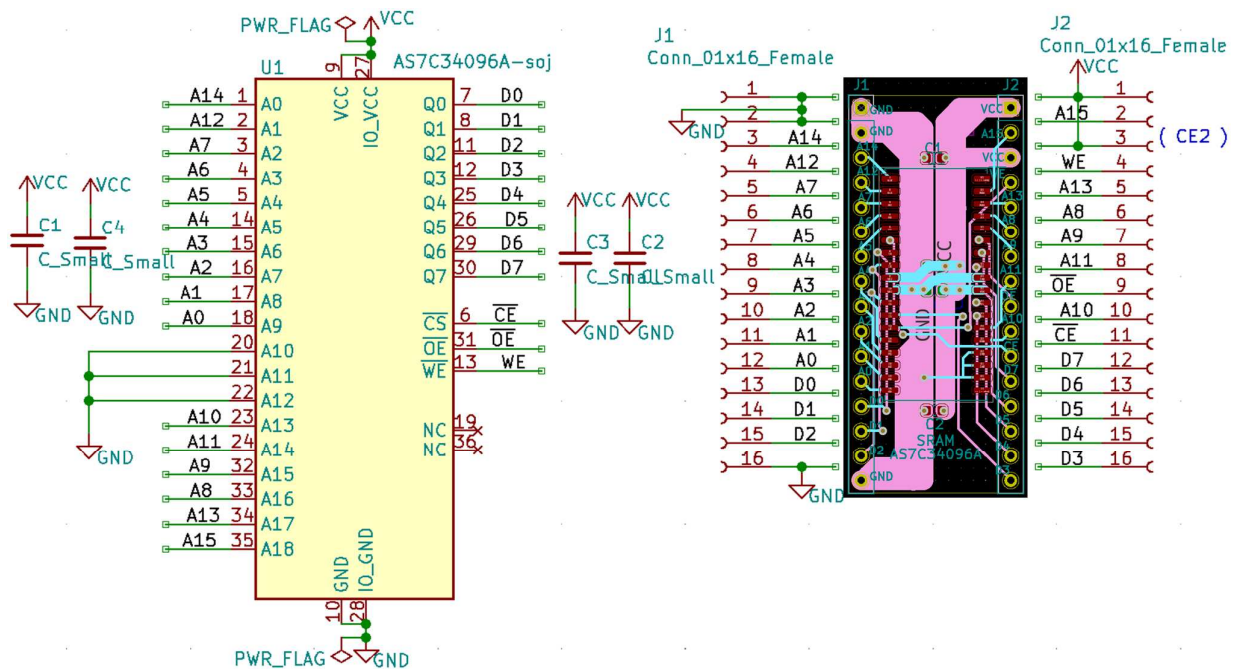 PWR_FLAG
VCC
U1
AS7C34096A-soj
9
27
VCC
IO_VCC
A14 1 A0
A12 2 A1
A7 3 A2
A6 4 A3
A5 5 A4
A4 14 A5
A3 15 A6
A2 16 A7
A1 17 A8
A0 18 A9
20 A10
21 A11
22 A12
A10 23 A13
A11 24 A14
A9 32 A15
A8 33 A16
A13 34 A17
A15 35 A18
GND
Q0 7 D0
Q1 8 D1
Q2 11 D2
Q3 12 D3
Q4 25 D4
Q5 26 D5
Q6 29 D6
Q7 30 D7
CS 6 CE
OE 31 OE
WE 13 WE
NC 19
NC 36
GND
IO_GND
10
28
PWR_FLAG
GND
VCC
C1
C_Small
GND
VCC
C4
C_Small
GND
VCC
C3
C_Small
GND
VCC
C2
C_Small
GND
J1
Conn_01x16_Female
1
2
GND
3 A14
4 A12
5 A7
6 A6
7 A5
8 A4
9 A3
10 A2
11 A1
12 A0
13 D0
14 D1
15 D2
16
GND
J1
J2
GND
VCC
GND
VCC
C1
VCC
GND
A11
A10
D7
GND
C2
SRAM
AS7C34096A
J2
Conn_01x16_Female
VCC
1
A15 2
3 ( CE2 )
WE 4
A13 5
A8 6
A9 7
A11 8
OE 9
A10 10
CE 11
D7 12
D6 13
D5 14
D4 15
D3 16